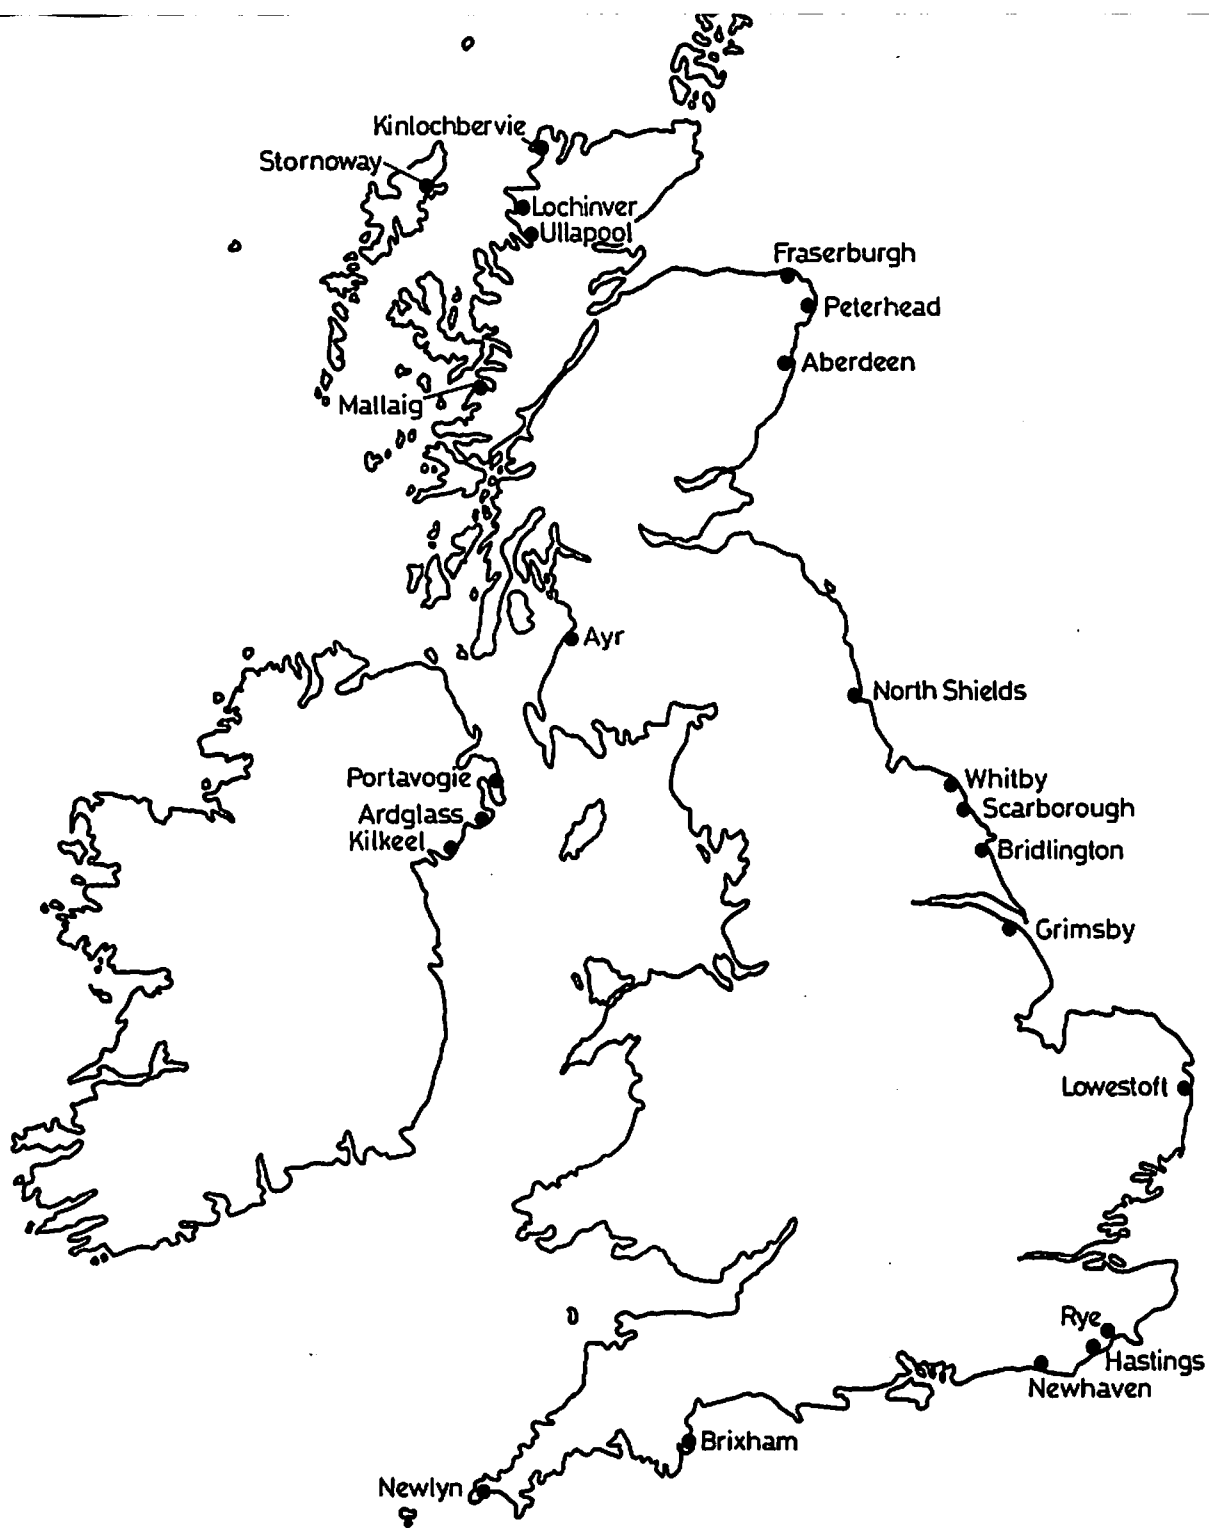 Kinlochbervie
Stornoway
Lochinver
Ullapool
Fraserburgh
Peterhead
Aberdeen
Mallaig
Ayr
North Shields
Portavogie
Whitby
Scarborough
Ardglass
Kilkeel
Bridlington
Grimsby
Lowestoft
Rye
Hastings
Newhaven
Brixham
Newlyn